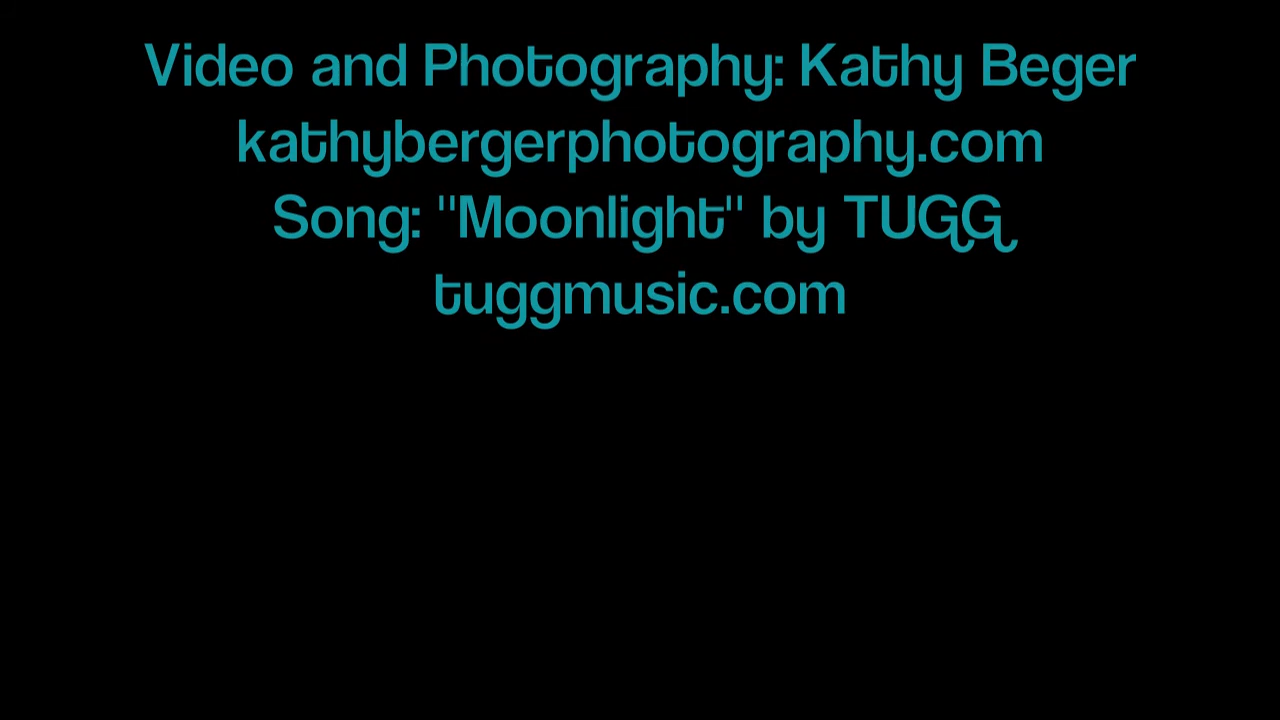 Video and Photography: Kathy Beger
kathybergerphotography.com
Song: "Moonlight" by TUGG
tuggmusic.com